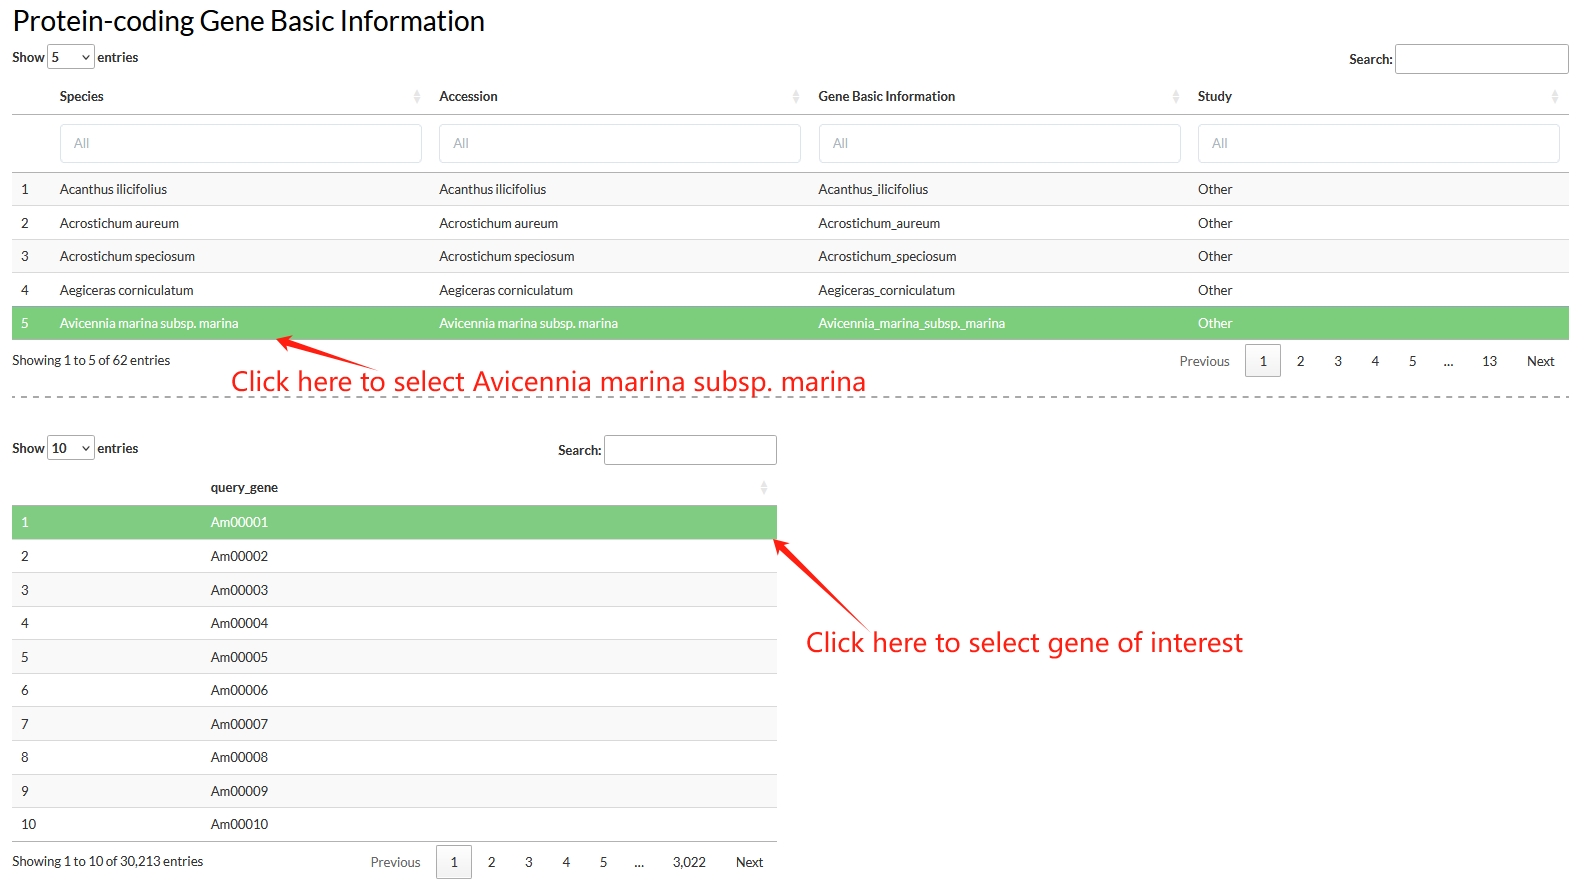 Protein-coding Gene Basic Information
Show 5 entries Search:
Species Accession Gene Basic Information Study
All All All All
1 Acanthus ilicifolius Acanthus ilicifolius Acanthus_ilicifolius Other
2 Acrostichum aureum Acrostichum aureum Acrostichum_aureum Other
3 Acrostichum speciosum Acrostichum speciosum Acrostichum_speciosum Other
4 Aegiceras corniculatum Aegiceras corniculatum Aegiceras_corniculatum Other
5 Avicennia marina subsp. marina Avicennia marina subsp. marina Avicennia_marina_subsp._marina Other
Showing 1 to 5 of 62 entries Previous 1 2 3 4 5 ... 13 Next
Click here to select Avicennia marina subsp. marina
Show 10 entries Search:
query_gene
1 Am00001
2 Am00002
3 Am00003
4 Am00004
Click here to select gene of interest
5 Am00005
6 Am00006
7 Am00007
8 Am00008
9 Am00009
10 Am00010
Showing 1 to 10 of 30,213 entries Previous 1 2 3 4 5 ... 3,022 Next